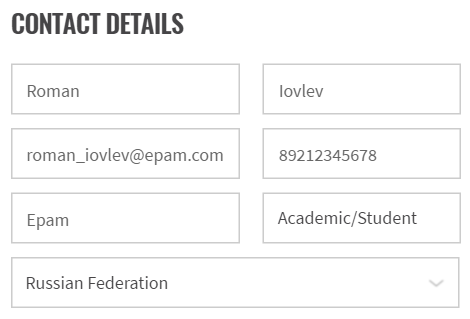 CONTACT DETAILS
Roman
Iovlev
roman_iovlev@epam.com
89212345678
Epam
Academic/Student
Russian Federation